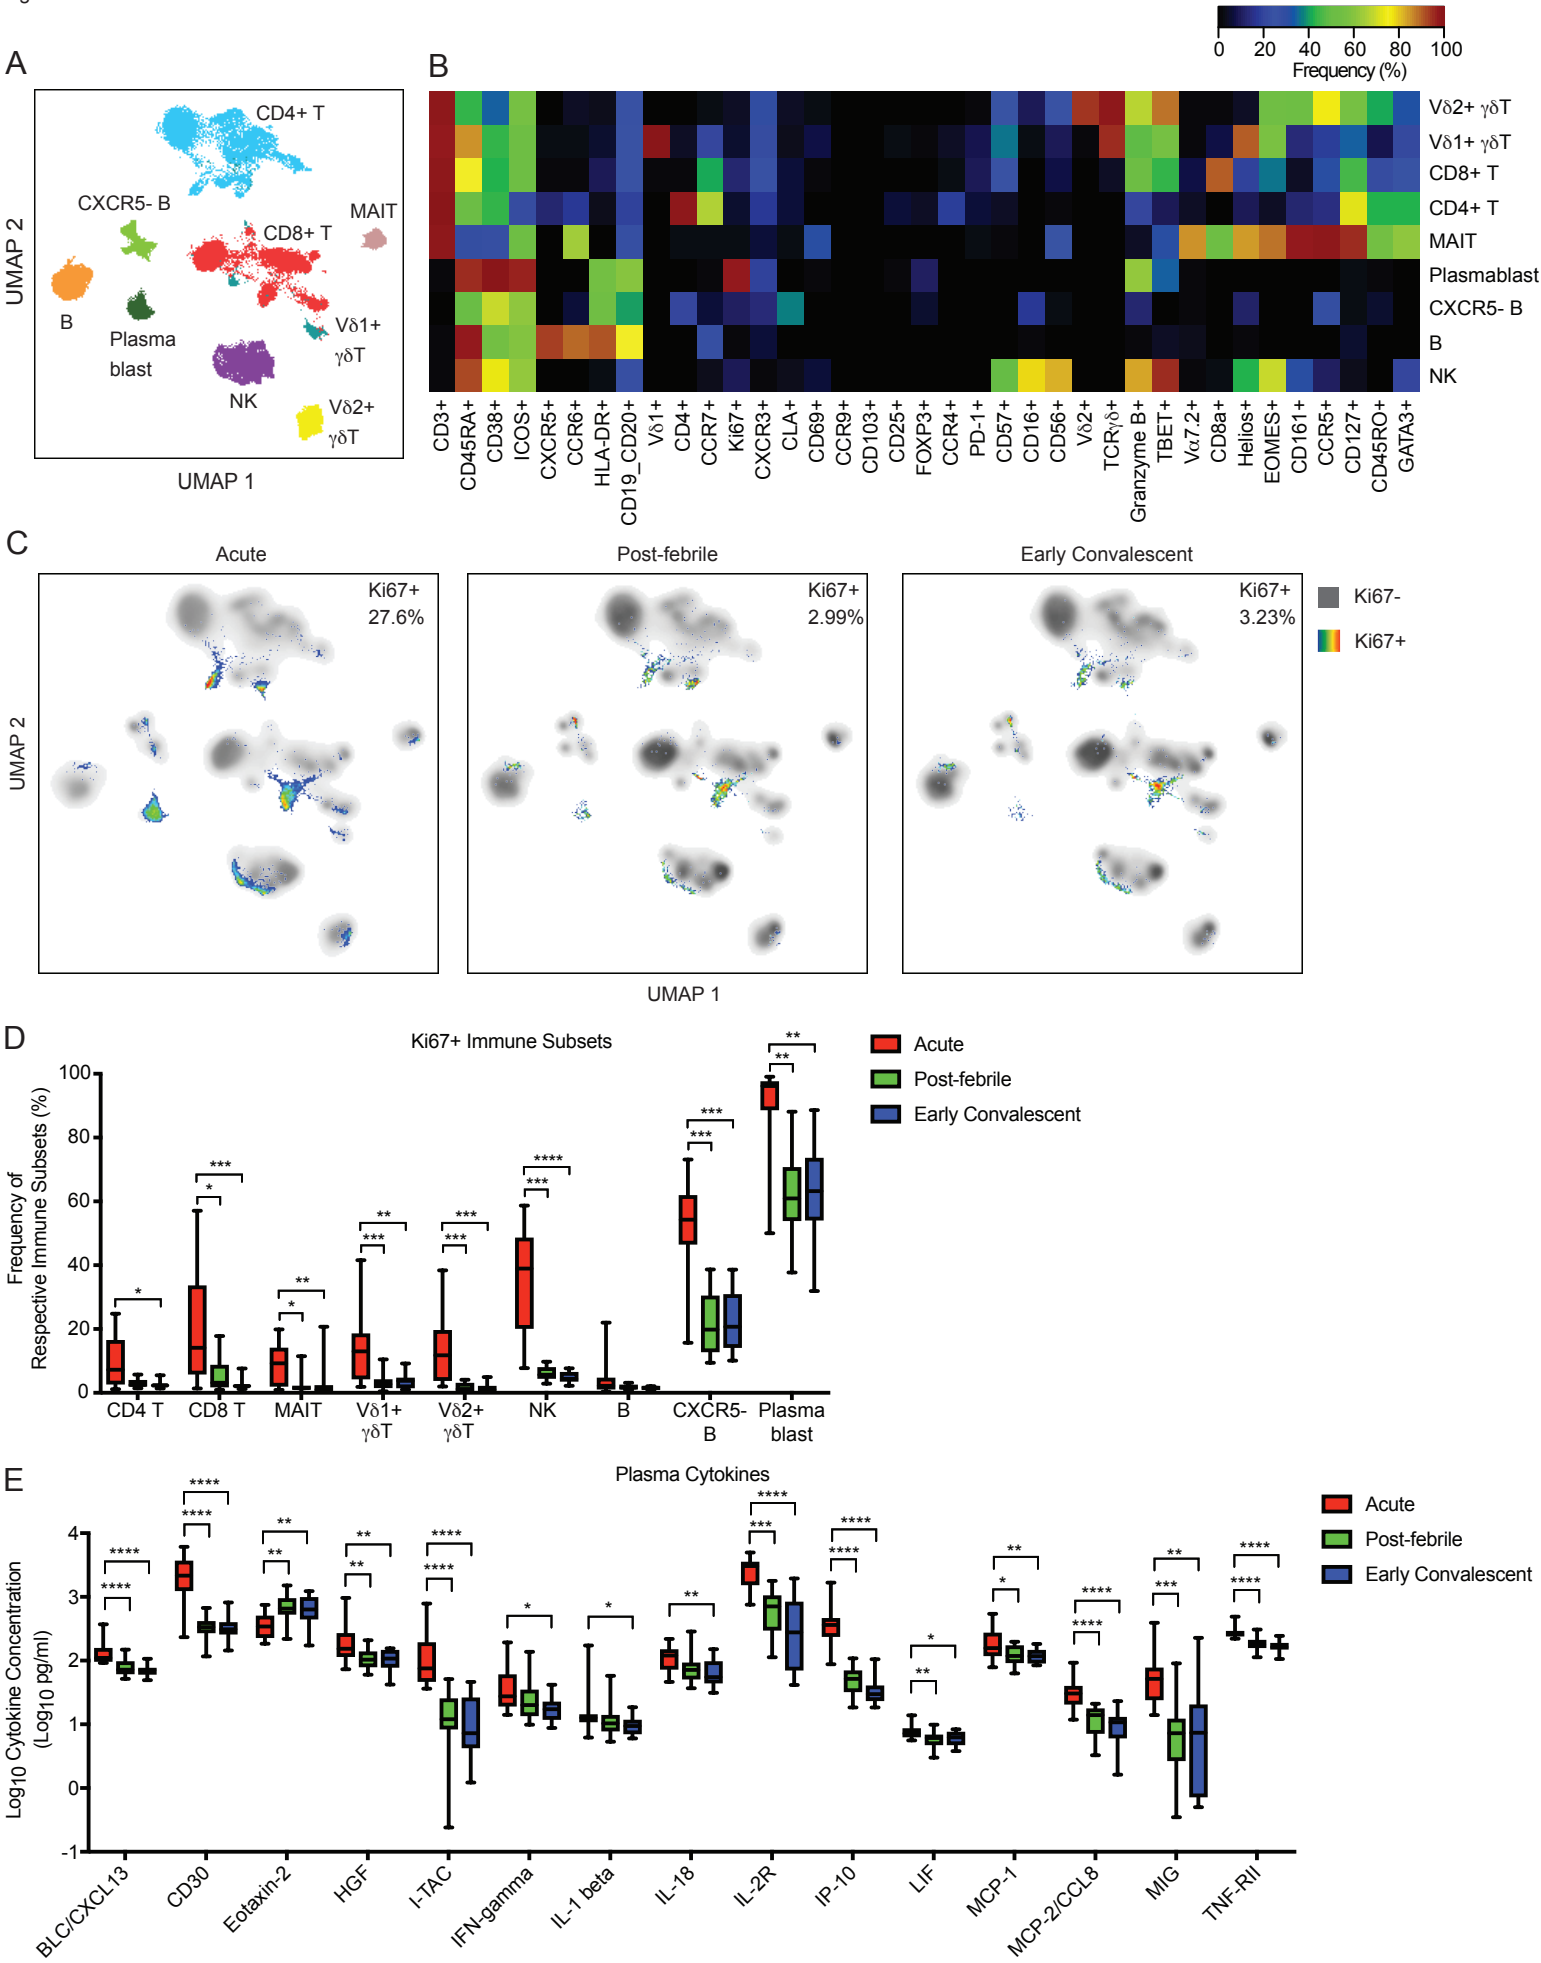 A
CD4+ T
CXCR5- B
MAIT
CD8+ T
B
Plasma
blast
Vδ1+
γδT
NK
Vδ2+
γδT
UMAP 1
UMAP 2
B
0 20 40 60 80 100
Frequency (%)
Vδ2+ γδT
Vδ1+ γδT
CD8+ T
CD4+ T
MAIT
Plasmablast
CXCR5- B
B
NK
CD3+
CD45RA+
CD38+
ICOS+
CXCR5+
CCR6+
HLA-DR+
CD19_CD20+
Vδ1+
CD4+
CCR7+
Ki67+
CXCR3+
CLA+
CD69+
CCR9+
CD103+
CD25+
FOXP3+
CCR4+
PD-1+
CD57+
CD16+
CD56+
Vδ2+
TCRγδ+
Granzyme B+
TBET+
Vα7.2+
CD8a+
Helios+
EOMES+
CD161+
CCR5+
CD127+
CD45RO+
GATA3+
C
Acute
Post-febrile
Early Convalescent
Ki67+
27.6%
Ki67+
2.99%
Ki67+
3.23%
Ki67-
Ki67+
UMAP 2
UMAP 1
D
Ki67+ Immune Subsets
Acute
Post-febrile
Early Convalescent
Frequency of
Respective Immune Subsets (%)
100
80
60
40
20
0
*
*
***
*
**
***
**
***
***
***
****
***
***
**
**
CD4 T
CD8 T
MAIT
Vδ1+
γδT
Vδ2+
γδT
NK
B
CXCR5-
B
Plasma
blast
E
Plasma Cytokines
Acute
Post-febrile
Early Convalescent
Log10 Cytokine Concentration
(Log10 pg/ml)
4
3
2
1
0
-1
****
****
****
****
**
**
**
**
****
****
*
*
**
****
***
****
****
*
**
**
*
****
****
**
***
****
****
BLC/CXCL13
CD30
Eotaxin-2
HGF
I-TAC
IFN-gamma
IL-1 beta
IL-18
IL-2R
IP-10
LIF
MCP-1
MCP-2/CCL8
MIG
TNF-RII